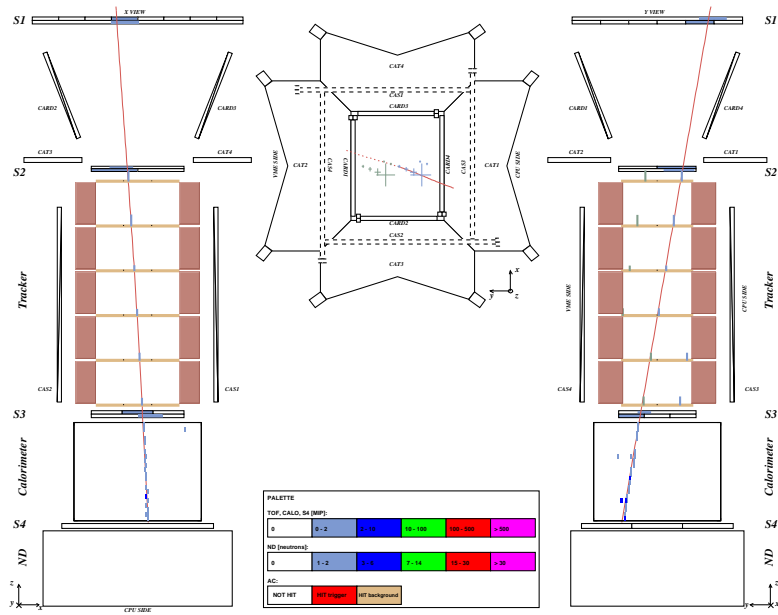 S1
X VIEW
CARD2
CARD3
CAT3
CAT4
S2
Tracker
CAS2
CAS1
S3
Calorimeter
S4
ND
z
x
CPU SIDE
CAT4
CAS1
CARD3
VME SIDE
CAT2
CAS4
CARD1
CARD4
CAS3
CAT1
CPU SIDE
CARD2
CAS2
CAT3
x
y
z
Y VIEW
S1
CARD1
CARD4
CAT2
CAT1
S2
VME SIDE
CPU SIDE
Tracker
CAS4
CAS3
S3
Calorimeter
S4
ND
z
y
x
PALETTE
TOF, CALO, S4 [MIP]:
0
0 - 2
10 - 100
100 - 500
> 500
ND [neutrons]:
0
1 - 2
7 - 14
15 - 30
> 30
AC:
NOT HIT
HIT trigger
HIT background